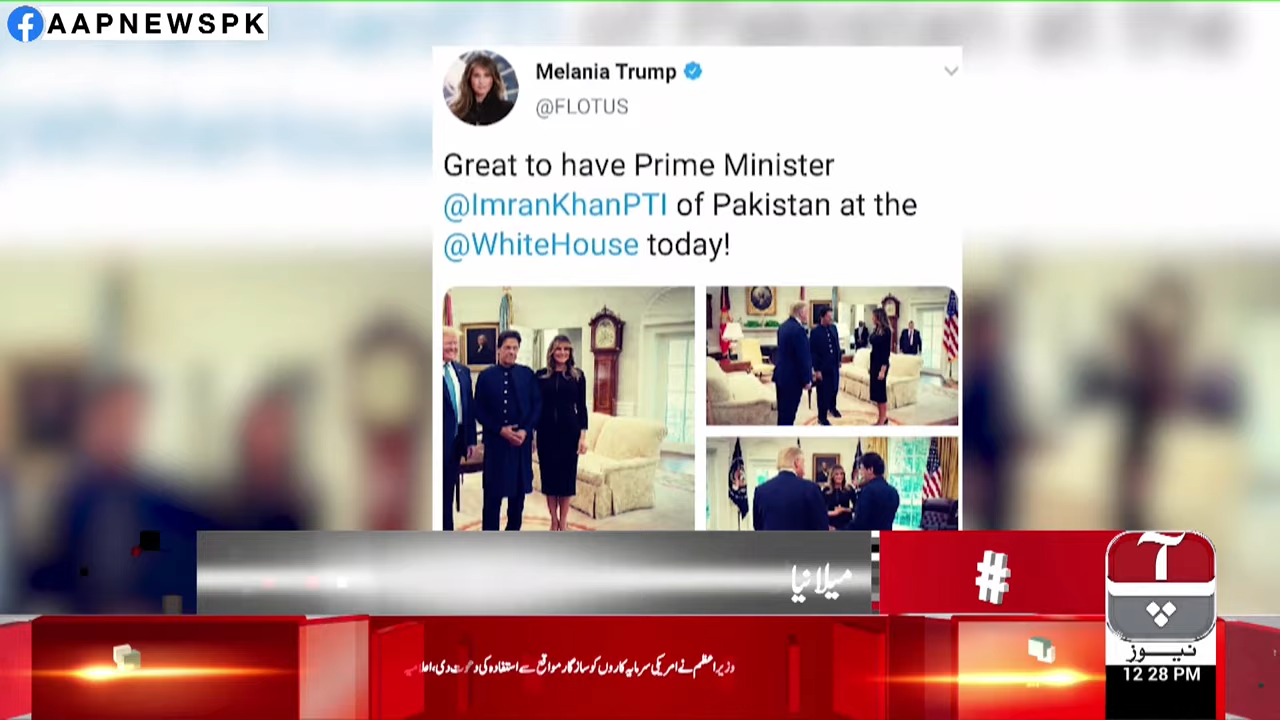 AAPNEWSPK
Melania Trump
@FLOTUS
Great to have Prime Minister
@ImranKhanPTI of Pakistan at the
@WhiteHouse today!
میلانیا
#
وزیراعظم نے امریکی سرمایہ کاروں کو سازگار مواقع سے استفادہ کی دعوت دی، اعلامیہ
آپ
نیوز
12:28 PM